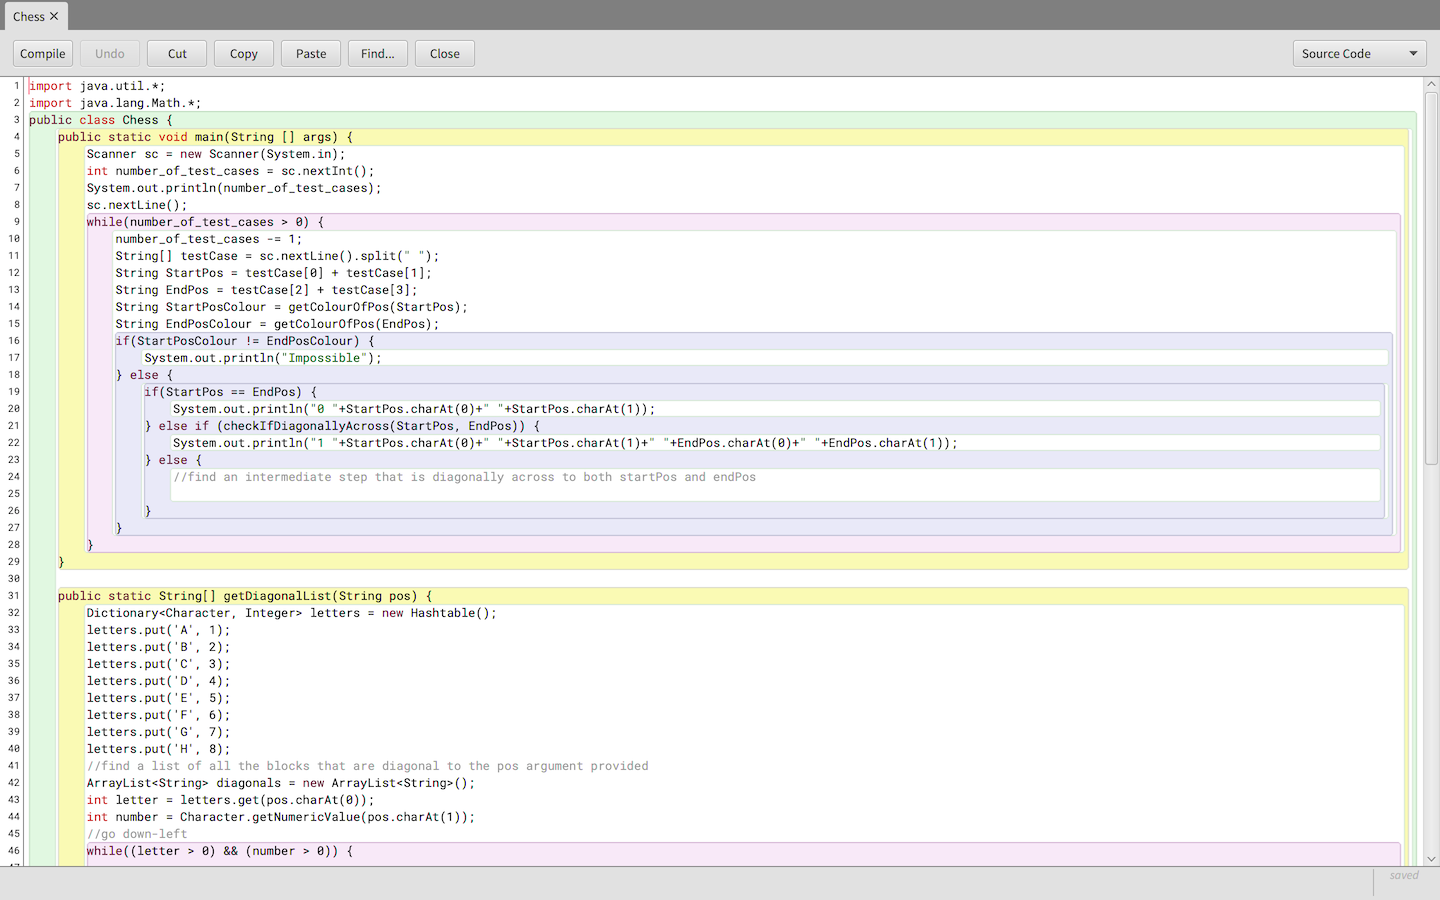 Chess ✕
Compile Undo Cut Copy Paste Find... Close Source Code
1 import java.util.*;
2 import java.lang.Math.*;
3 public class Chess {
4 public static void main(String [] args) {
5 Scanner sc = new Scanner(System.in);
6 int number_of_test_cases = sc.nextInt();
7 System.out.println(number_of_test_cases);
8 sc.nextLine();
9 while(number_of_test_cases > 0) {
10 number_of_test_cases -= 1;
11 String[] testCase = sc.nextLine().split(" ");
12 String StartPos = testCase[0] + testCase[1];
13 String EndPos = testCase[2] + testCase[3];
14 String StartPosColour = getColourOfPos(StartPos);
15 String EndPosColour = getColourOfPos(EndPos);
16 if(StartPosColour != EndPosColour) {
17 System.out.println("Impossible");
18 } else {
19 if(StartPos == EndPos) {
20 System.out.println("0 "+StartPos.charAt(0)+" "+StartPos.charAt(1));
21 } else if (checkIfDiagonallyAcross(StartPos, EndPos)) {
22 System.out.println("1 "+StartPos.charAt(0)+" "+StartPos.charAt(1)+" "+EndPos.charAt(0)+" "+EndPos.charAt(1));
23 } else {
24 //find an intermediate step that is diagonally across to both startPos and endPos
25
26 }
27 }
28 }
29 }
30
31 public static String[] getDiagonalList(String pos) {
32 Dictionary<Character, Integer> letters = new Hashtable();
33 letters.put('A', 1);
34 letters.put('B', 2);
35 letters.put('C', 3);
36 letters.put('D', 4);
37 letters.put('E', 5);
38 letters.put('F', 6);
39 letters.put('G', 7);
40 letters.put('H', 8);
41 //find a list of all the blocks that are diagonal to the pos argument provided
42 ArrayList<String> diagonals = new ArrayList<String>();
43 int letter = letters.get(pos.charAt(0));
44 int number = Character.getNumericValue(pos.charAt(1));
45 //go down-left
46 while((letter > 0) && (number > 0)) {
saved